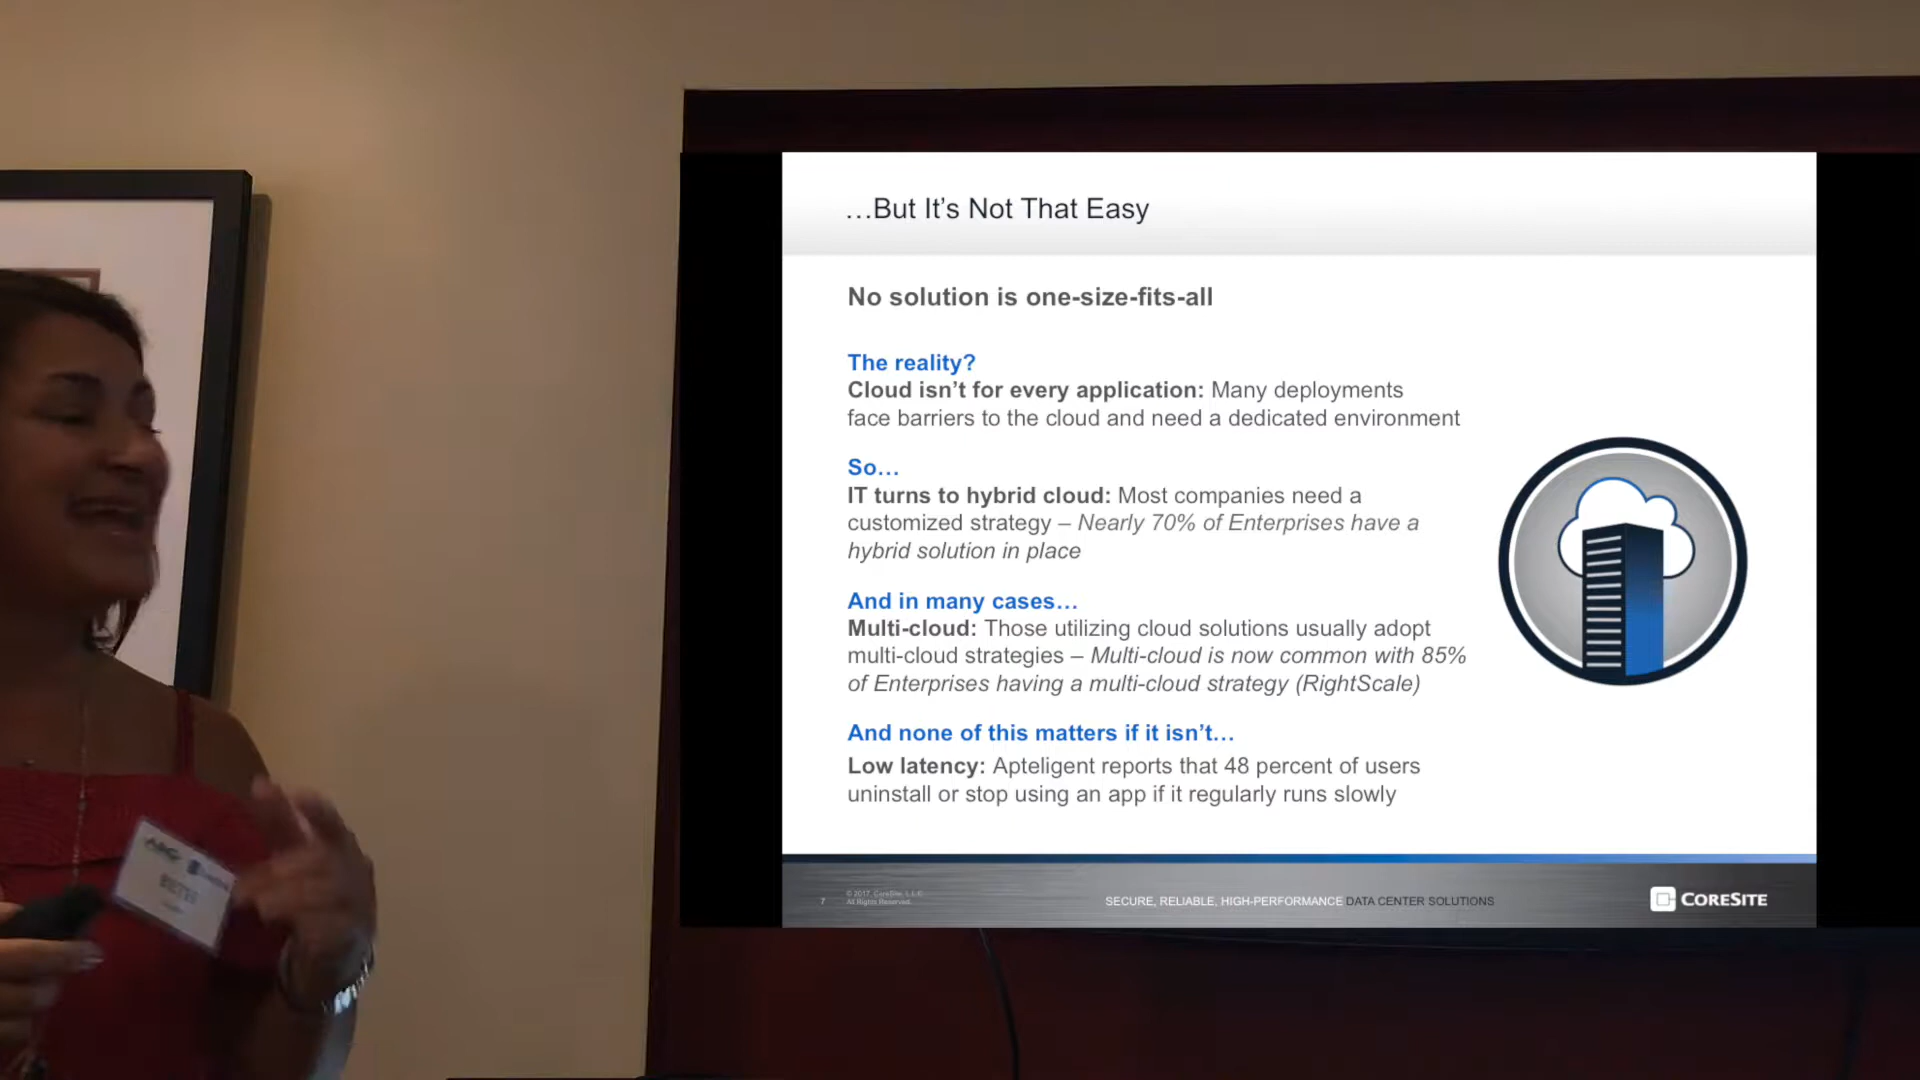 …But It’s Not That Easy
No solution is one-size-fits-all
The reality?
Cloud isn’t for every application: Many deployments
face barriers to the cloud and need a dedicated environment
So…
IT turns to hybrid cloud: Most companies need a
customized strategy – Nearly 70% of Enterprises have a
hybrid solution in place
And in many cases…
Multi-cloud: Those utilizing cloud solutions usually adopt
multi-cloud strategies – Multi-cloud is now common with 85%
of Enterprises having a multi-cloud strategy (RightScale)
And none of this matters if it isn’t…
Low latency: Apteligent reports that 48 percent of users
uninstall or stop using an app if it regularly runs slowly
7
© 2017, CoreSite, L.L.C.
All Rights Reserved.
SECURE, RELIABLE, HIGH-PERFORMANCE DATA CENTER SOLUTIONS
CORESITE